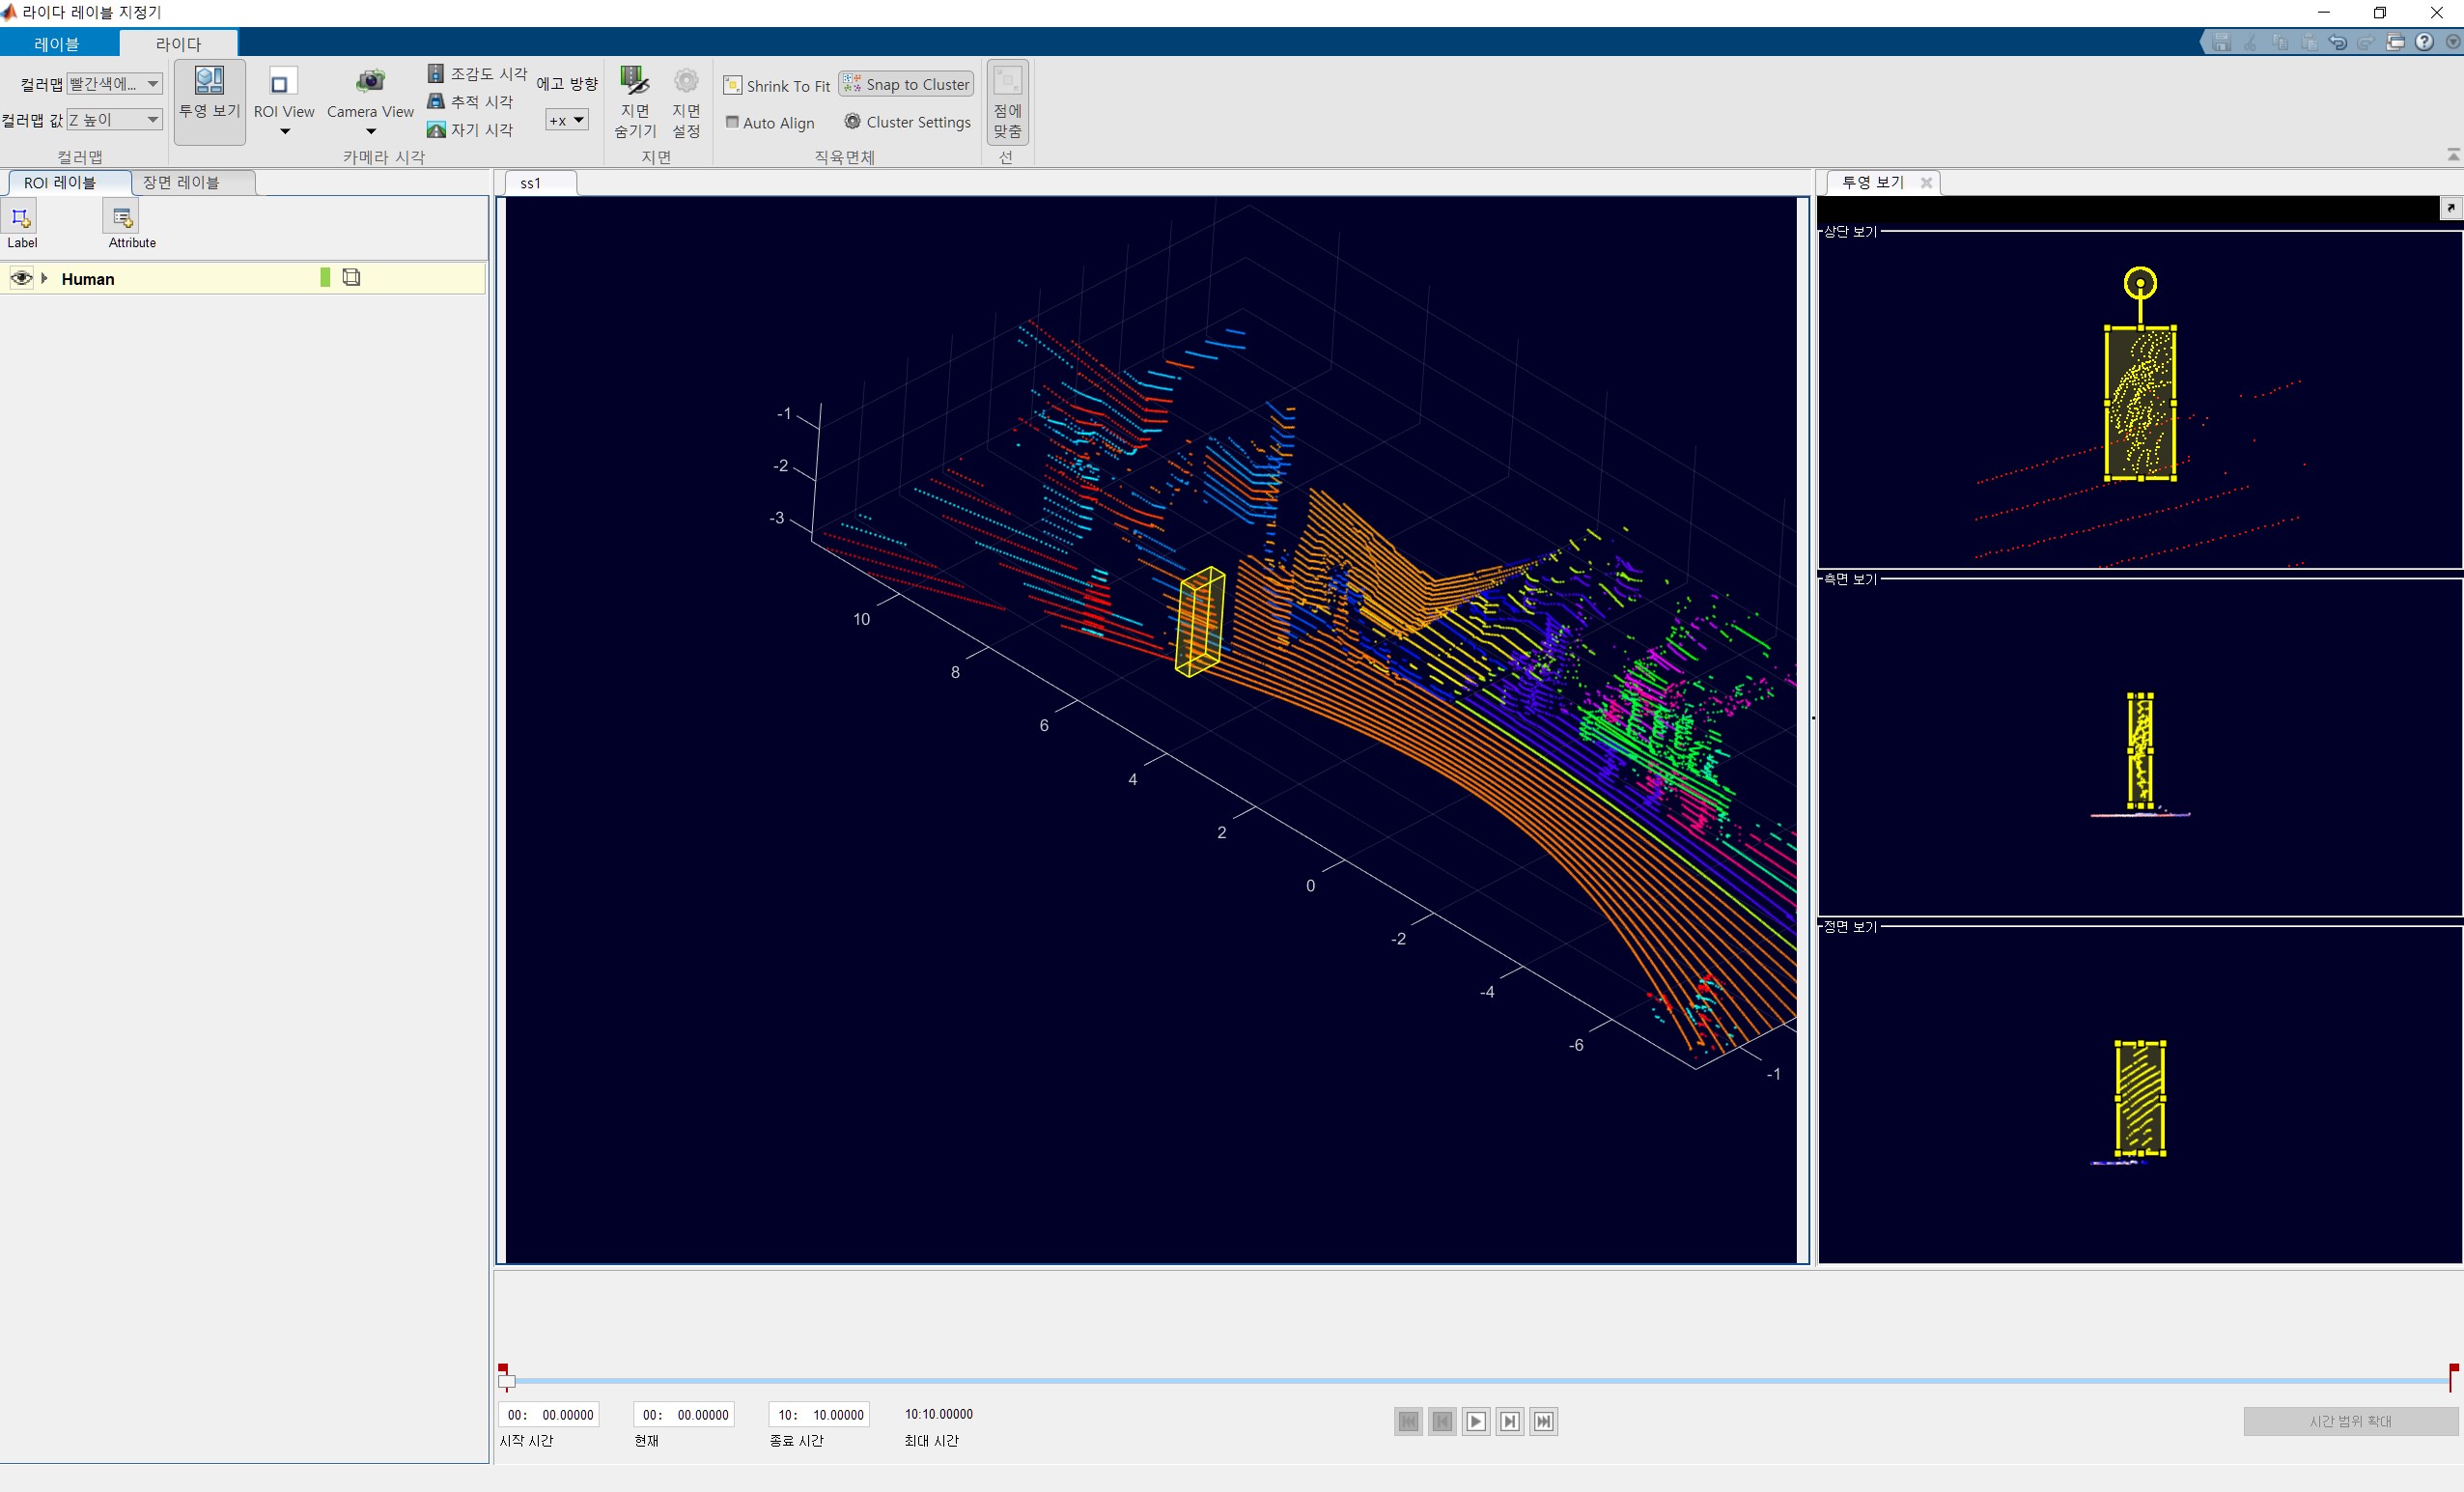 라이다 레이블 지정기
레이블
라이다
컬러맵 빨간색에...
컬러맵 값 Z 높이
컬러맵
투영 보기
ROI View
Camera View
조감도 시각
추적 시각
자기 시각
에고 방향
+x
카메라 시각
지면 숨기기
지면 설정
지면
Shrink To Fit
Snap to Cluster
Auto Align
Cluster Settings
직육면체
점에 맞춤
선
ROI 레이블
장면 레이블
Label
Attribute
Human
ss1
-1
-2
-3
10
8
6
4
2
0
-2
-4
-6
-1
투영 보기
상단 보기
측면 보기
정면 보기
00: 00.00000
00: 00.00000
10: 10.00000
10:10.00000
시작 시간
현재
종료 시간
최대 시간
시간 범위 확대